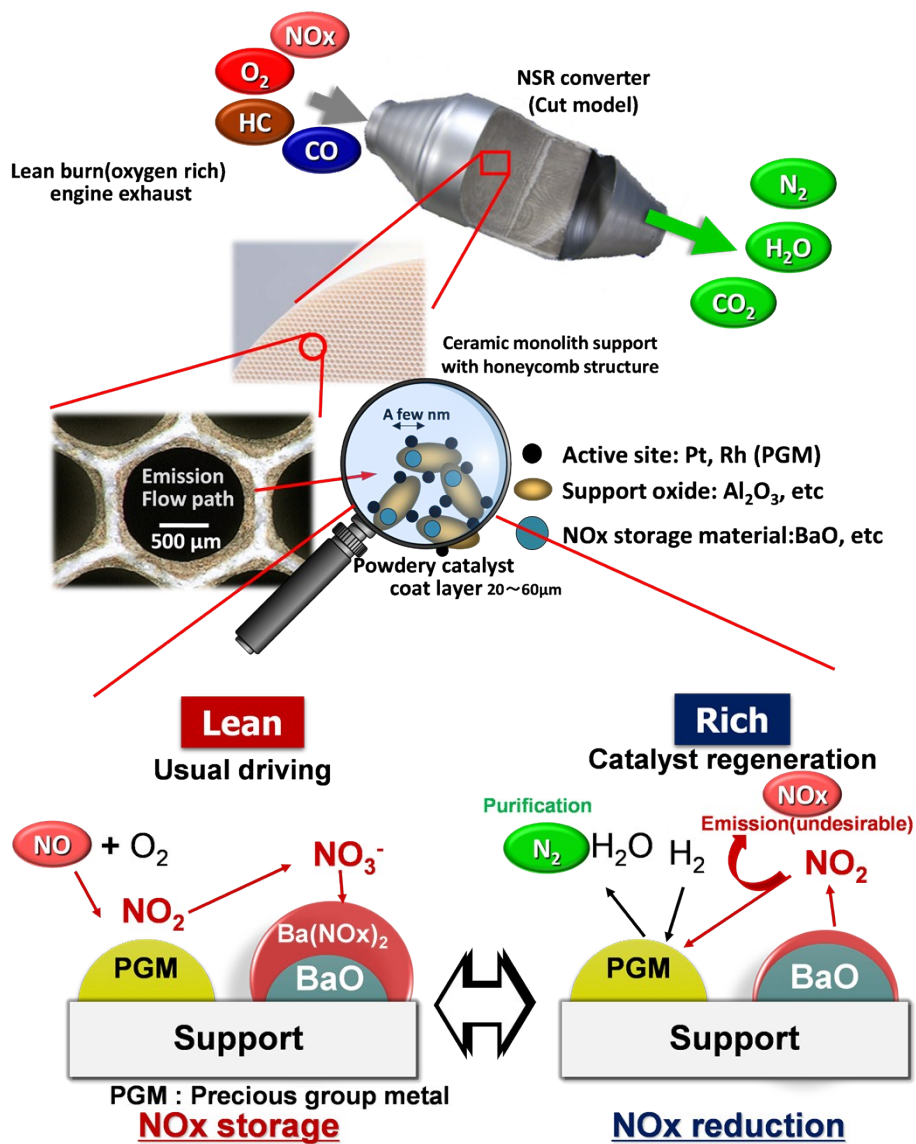 NOx
O₂
HC
CO
Lean burn(oxygen rich)
engine exhaust
NSR converter
(Cut model)
N₂
H₂O
CO₂
Ceramic monolith support
with honeycomb structure
Emission
Flow path
500 μm
A few nm
Active site: Pt, Rh (PGM)
Support oxide: Al₂O₃, etc
NOx storage material:BaO, etc
Powdery catalyst
coat layer 20～60μm
Lean
Usual driving
NO + O₂
NO₂
NO₃⁻
Ba(NOx)₂
PGM
BaO
Support
PGM : Precious group metal
NOx storage
Rich
Catalyst regeneration
NOx
Purification
Emission(undesirable)
N₂
H₂O
H₂
NO₂
PGM
BaO
Support
NOx reduction